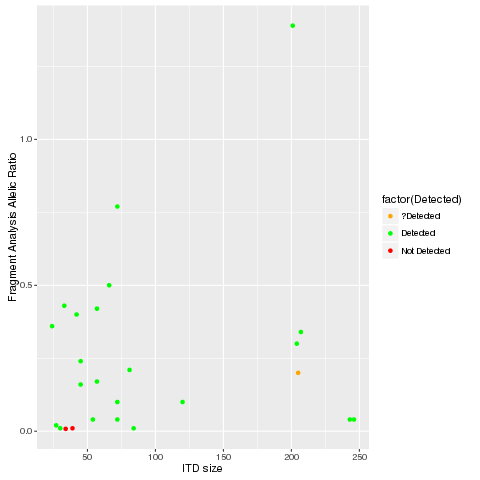 Fragment Analysis Allelic Ratio
1.0
0.5
0.0
50
100
150
200
250
ITD size
factor(Detected)
?Detected
Detected
Not Detected